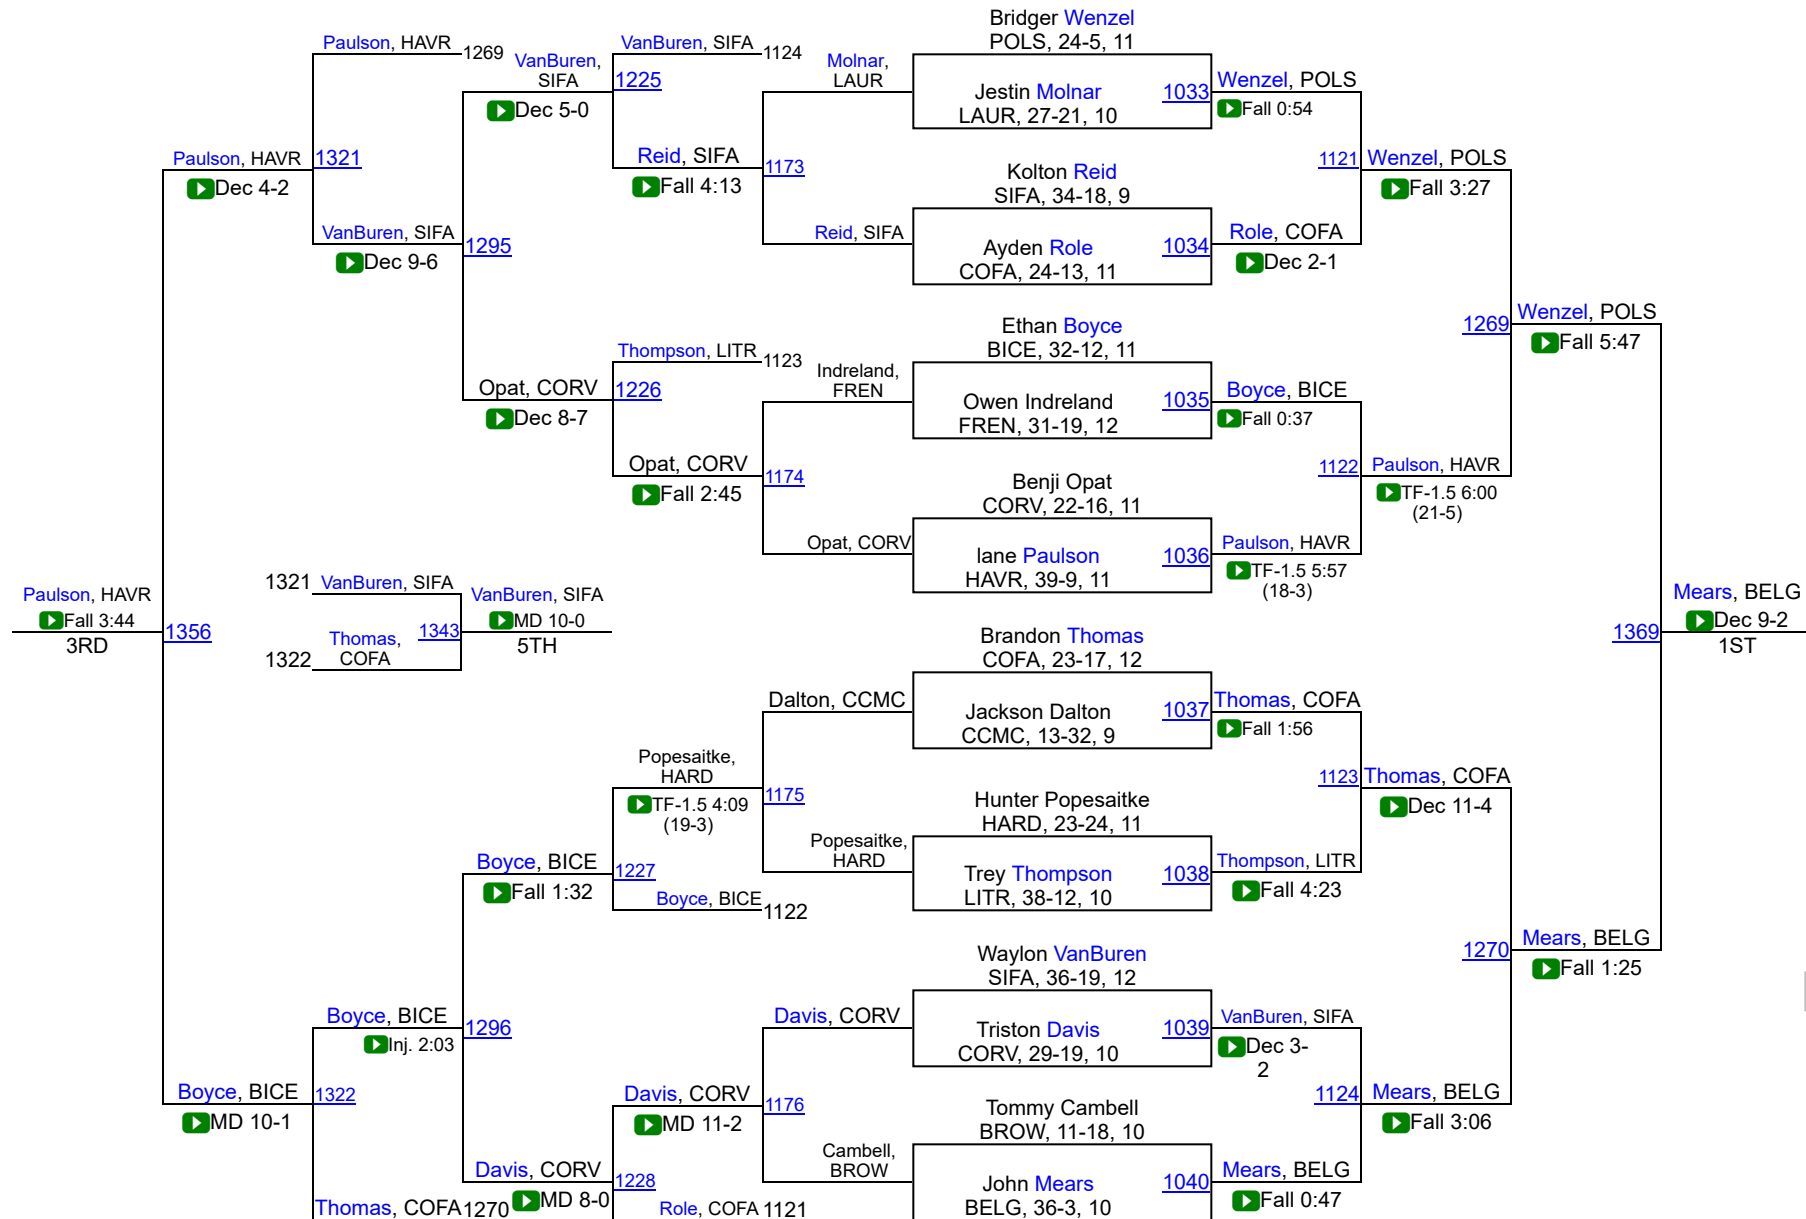 Bridger Wenzel
POLS, 24-5, 11
Paulson, HAVR
1269
VanBuren,
SIFA
Dec 5-0
VanBuren, SIFA
1124
1225
Molnar,
LAUR
Jestin Molnar
LAUR, 27-21, 10
1033
Wenzel, POLS
Fall 0:54
Paulson, HAVR
Dec 4-2
1321
Reid, SIFA
Fall 4:13
1173
Kolton Reid
SIFA, 34-18, 9
1121
Wenzel, POLS
Fall 3:27
VanBuren, SIFA
Dec 9-6
1295
Reid, SIFA
Ayden Role
COFA, 24-13, 11
1034
Role, COFA
Dec 2-1
Ethan Boyce
BICE, 32-12, 11
1269
Wenzel, POLS
Fall 5:47
Opat, CORV
Dec 8-7
Thompson, LITR
1123
1226
Indreland,
FREN
Owen Indreland
FREN, 31-19, 12
1035
Boyce, BICE
Fall 0:37
Opat, CORV
Fall 2:45
1174
Benji Opat
CORV, 22-16, 11
1122
Paulson, HAVR
TF-1.5 6:00
(21-5)
Opat, CORV
lane Paulson
HAVR, 39-9, 11
1036
Paulson, HAVR
TF-1.5 5:57
(18-3)
Paulson, HAVR
Fall 3:44
3RD
1356
1321
VanBuren, SIFA
1322
Thomas,
COFA
1343
VanBuren, SIFA
MD 10-0
5TH
Brandon Thomas
COFA, 23-17, 12
1369
Mears, BELG
Dec 9-2
1ST
Dalton, CCMC
Jackson Dalton
CCMC, 13-32, 9
1037
Thomas, COFA
Fall 1:56
Popesaitke,
HARD
TF-1.5 4:09
(19-3)
1175
Hunter Popesaitke
HARD, 23-24, 11
1123
Thomas, COFA
Dec 11-4
Boyce, BICE
Fall 1:32
1227
Boyce, BICE
1122
Popesaitke,
HARD
Trey Thompson
LITR, 38-12, 10
1038
Thompson, LITR
Fall 4:23
Waylon VanBuren
SIFA, 36-19, 12
1270
Mears, BELG
Fall 1:25
Boyce, BICE
Inj. 2:03
1296
Davis, CORV
Triston Davis
CORV, 29-19, 10
1039
VanBuren, SIFA
Dec 3-
2
Boyce, BICE
MD 10-1
1322
Davis, CORV
MD 11-2
1176
Tommy Cambell
BROW, 11-18, 10
1124
Mears, BELG
Fall 3:06
Davis, CORV
MD 8-0
1228
Cambell,
BROW
John Mears
BELG, 36-3, 10
1040
Mears, BELG
Fall 0:47
Thomas, COFA
1270
Role, COFA
1121